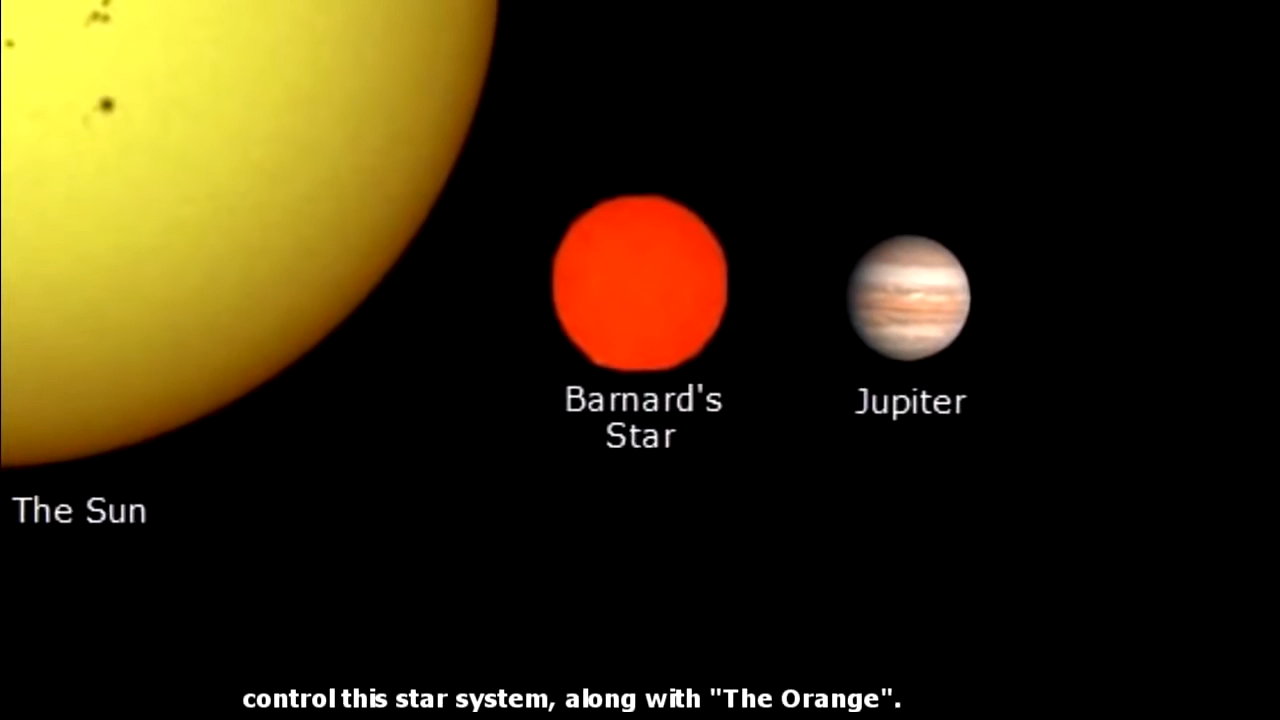 Barnard's
Star
Jupiter
The Sun
control this star system, along with "The Orange".